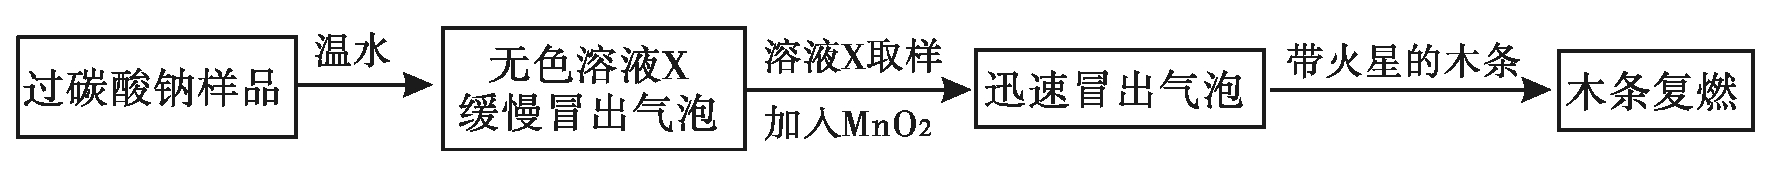 过碳酸钠样品
温水
无色溶液X
缓慢冒出气泡
溶液X取样
加入MnO₂
迅速冒出气泡
带火星的木条
木条复燃